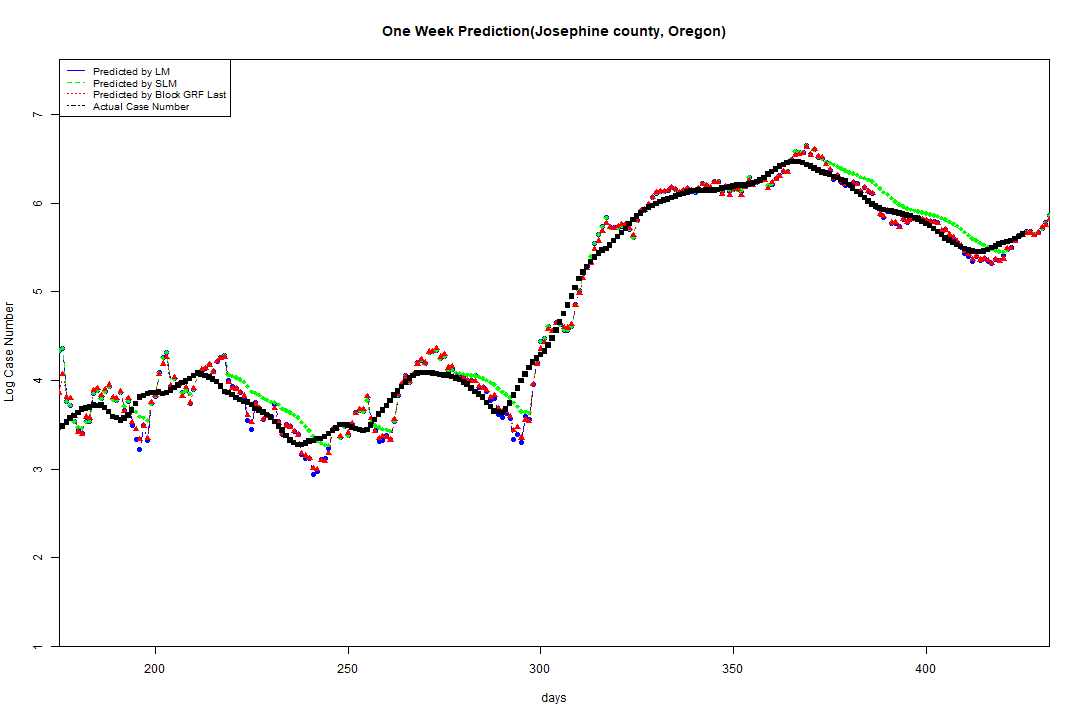 One Week Prediction(Josephine county, Oregon)
Predicted by LM
Predicted by SLM
Predicted by Block GRF Last
Actual Case Number
7
6
5
4
3
2
1
Log Case Number
200 250 300 350 400
days